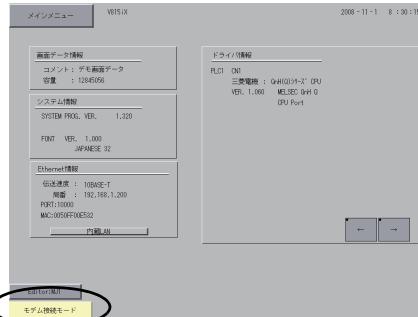 メインメニュー
V815iX
2008-11-1 8:30:15
画面データ情報
コメント: デモ画面データ
容量 : 12845056
システム情報
SYSTEM PROG. VER. 1.320
FONT VER. 1.000
JAPANESE 32
Ethernet情報
伝送速度 : 10BASE-T
局番 : 192.168.1.200
PORT:10000
MAC:0050FF00E532
内蔵LAN
ドライバ情報
PLC1 CN1
三菱電機 : QnH(Q)シリーズ CPU
VER. 1.060 MELSEC QnH Q
CPU Port
← →
Editor:MJ1
モデム接続モード